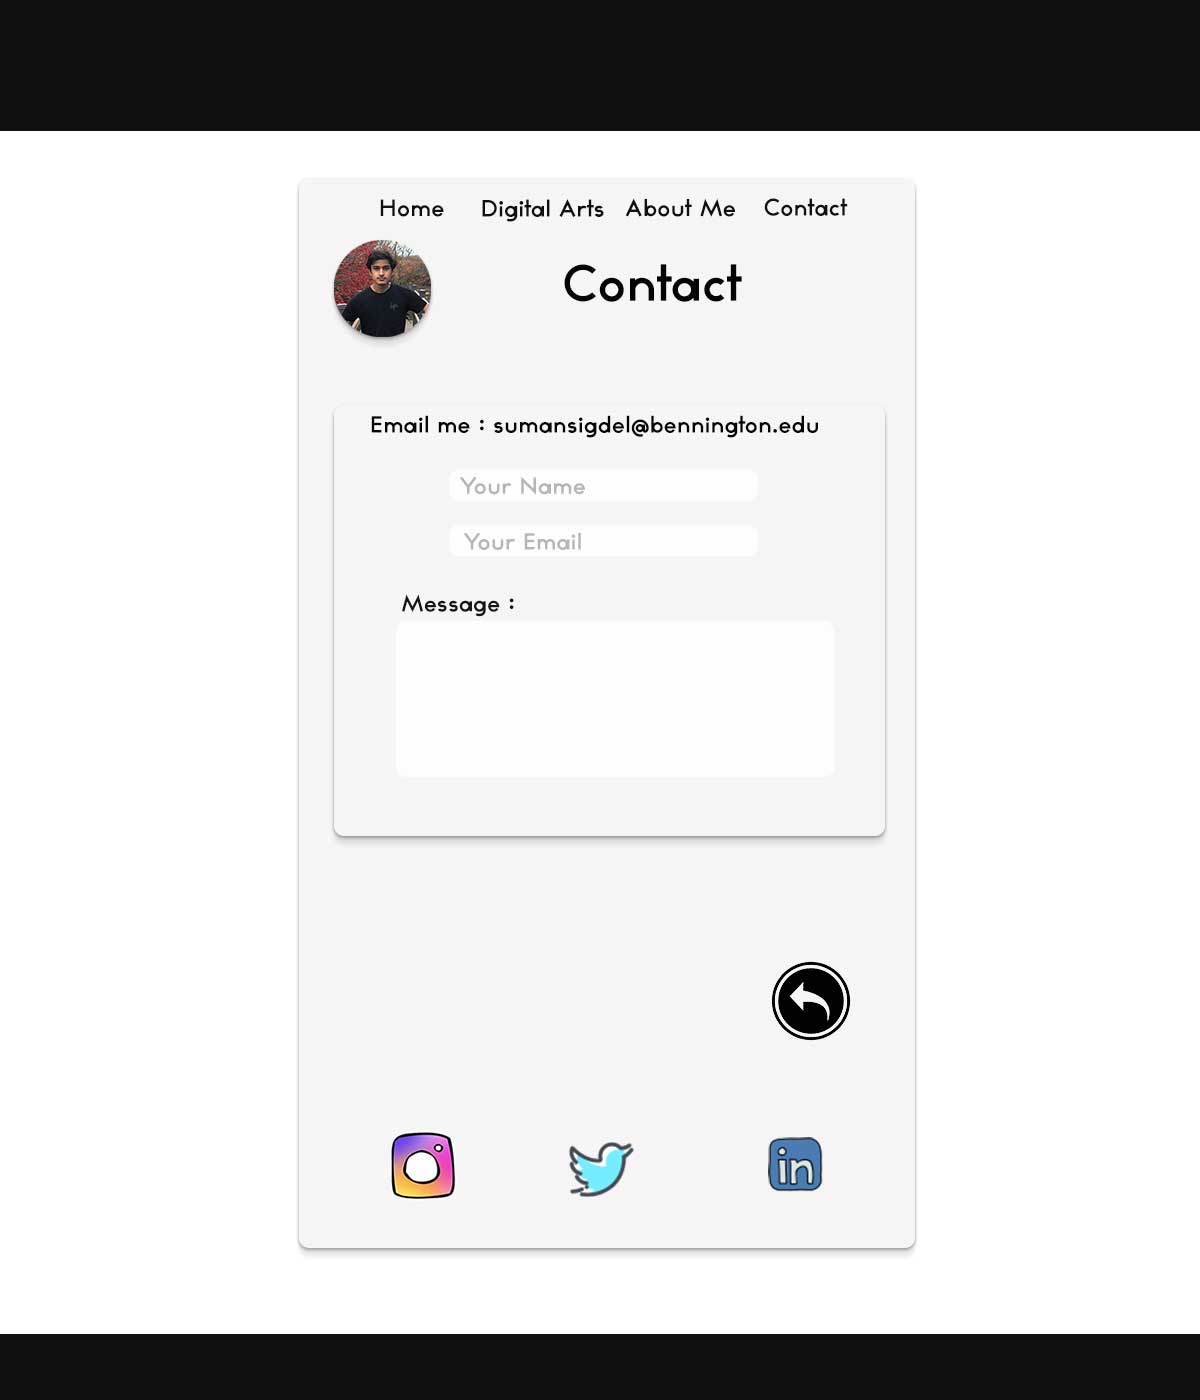 Home Digital Arts About Me Contact
Contact
Email me : sumansigdel@bennington.edu
Your Name
Your Email
Message :
in